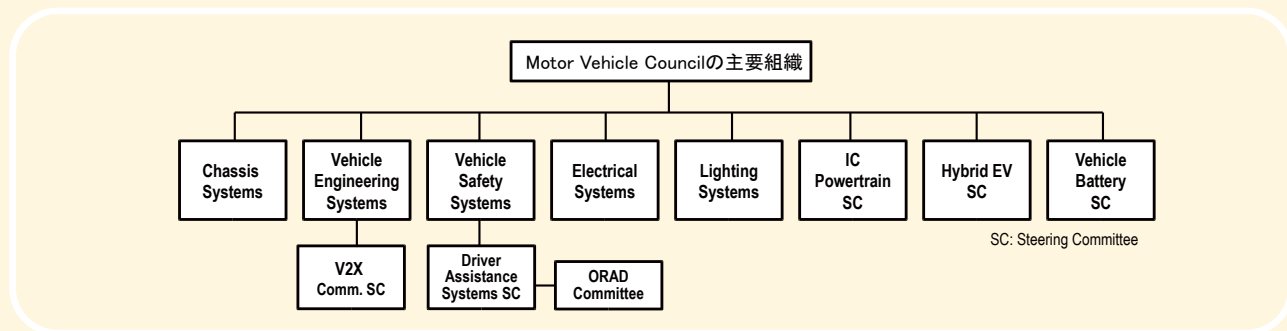 Motor Vehicle Councilの主要組織
Chassis
Systems
Vehicle
Engineering
Systems
Vehicle
Safety
Systems
Electrical
Systems
Lighting
Systems
IC
Powertrain
SC
Hybrid EV
SC
Vehicle
Battery
SC
SC: Steering Committee
V2X
Comm. SC
Driver
Assistance
Systems SC
ORAD
Committee